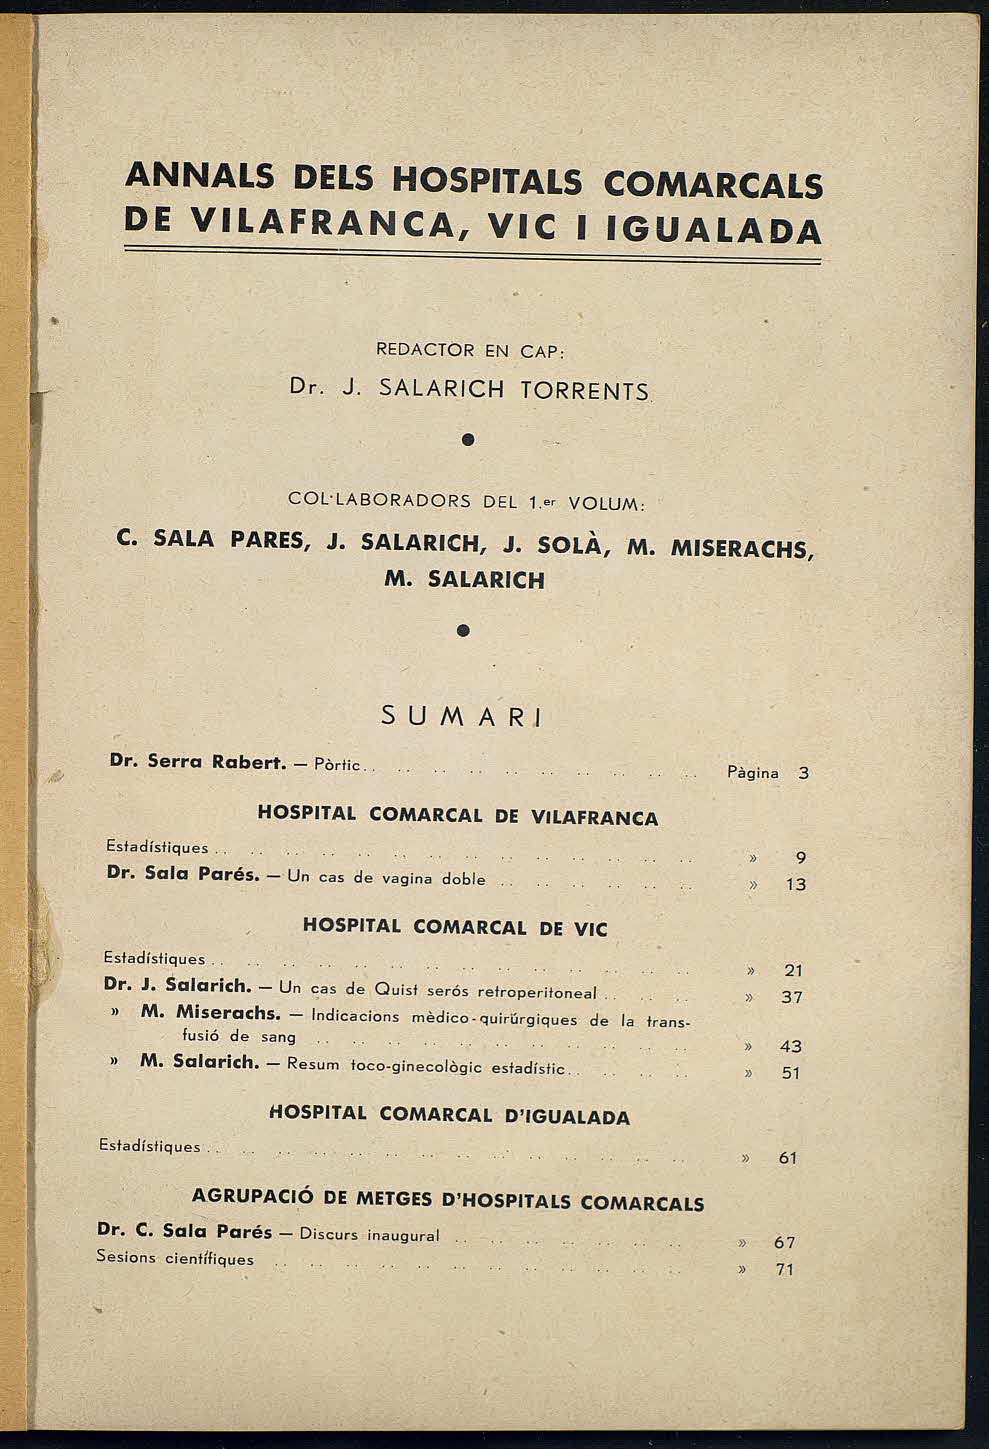 ANNALS DELS HOSPITALS COMARCALS
DE VILAFRANCA, VIC I IGUALADA
REDACTOR EN CAP:
Dr. J. SALARICH TORRENTS
●
COL·LABORADORS DEL 1.er VOLUM:
C. SALA PARES, J. SALARICH, J. SOLÀ, M. MISERACHS,
M. SALARICH
●
SUMARI
Dr. Serra Rabert. — Pòrtic. . . . . . . . . . . . . . . . . . . . Pàgina 3
HOSPITAL COMARCAL DE VILAFRANCA
Estadístiques . . . . . . . . . . . . . . . . . . . . . . . . . . » 9
Dr. Sala Parés. — Un cas de vagina doble . . . . . . . . . . . . » 13
HOSPITAL COMARCAL DE VIC
Estadístiques . . . . . . . . . . . . . . . . . . . . . . . . . . » 21
Dr. J. Salarich. — Un cas de Quist serós retroperitoneal . . . . . . » 37
» M. Miserachs. — Indicacions mèdico-quirúrgiques de la trans-
fusió de sang . . . . . . . . . . . . . . . . . . . . . . » 43
» M. Salarich. — Resum toco-ginecològic estadístic. . . . . . . . » 51
HOSPITAL COMARCAL D'IGUALADA
Estadístiques . . . . . . . . . . . . . . . . . . . . . . . . . . » 61
AGRUPACIÓ DE METGES D'HOSPITALS COMARCALS
Dr. C. Sala Parés — Discurs inaugural . . . . . . . . . . . . . . » 67
Sesions científiques . . . . . . . . . . . . . . . . . . . . . . . . » 71